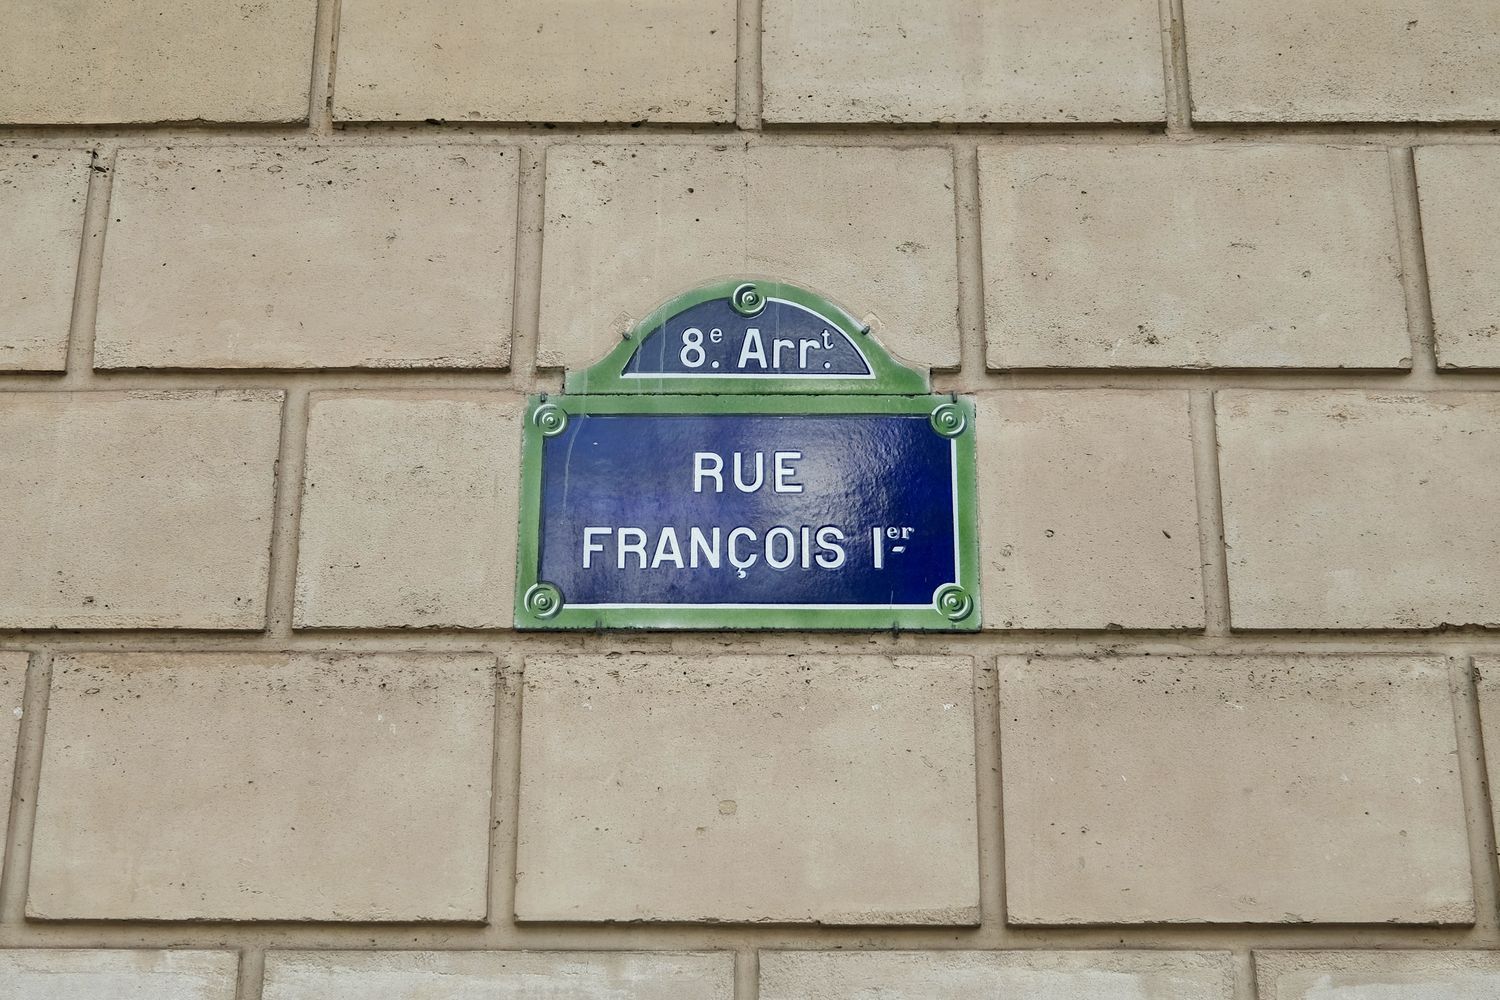 8e. Arrt.
RUE
FRANÇOIS Ier